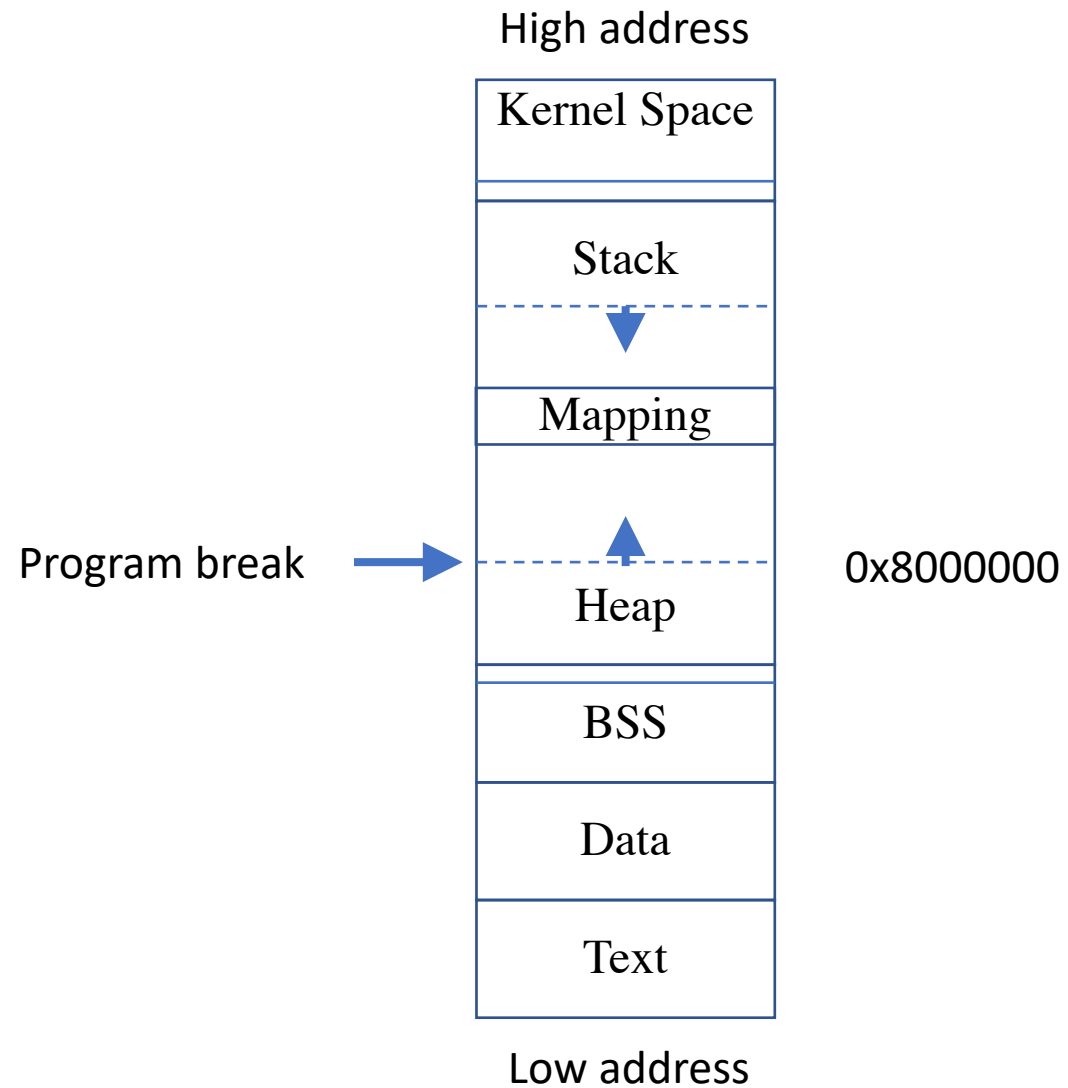 High address
Kernel Space
Stack
Mapping
Program break
0x8000000
Heap
BSS
Data
Text
Low address